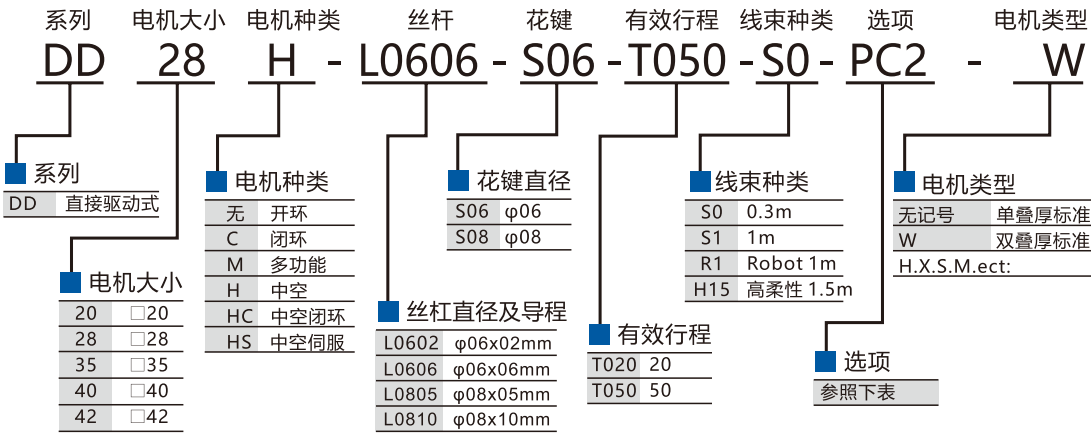 系列 电机大小 电机种类 丝杆 花键 有效行程 线束种类 选项 电机类型
DD 28 H - L0606 - S06 - T050 - S0 - PC2 - W
系列
DD 直接驱动式
电机大小
20 □20
28 □28
35 □35
40 □40
42 □42
电机种类
无 开环
C 闭环
M 多功能
H 中空
HC 中空闭环
HS 中空伺服
丝杠直径及导程
L0602 φ06x02mm
L0606 φ06x06mm
L0805 φ08x05mm
L0810 φ08x10mm
花键直径
S06 φ06
S08 φ08
有效行程
T020 20
T050 50
线束种类
S0 0.3m
S1 1m
R1 Robot 1m
H15 高柔性 1.5m
选项
参照下表
电机类型
无记号 单叠厚标准
W 双叠厚标准
H.X.S.M.ect: